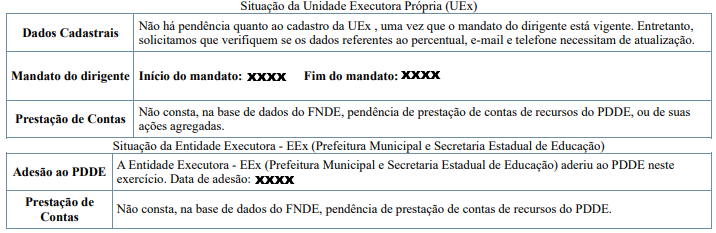 Situação da Unidade Executora Própria (UEx)
Dados Cadastrais
Não há pendência quanto ao cadastro da UEx , uma vez que o mandato do dirigente está vigente. Entretanto,
solicitamos que verifiquem se os dados referentes ao percentual, e-mail e telefone necessitam de atualização.
Mandato do dirigente
Início do mandato: XXXX Fim do mandato: XXXX
Prestação de Contas
Não consta, na base de dados do FNDE, pendência de prestação de contas de recursos do PDDE, ou de suas
ações agregadas.
Situação da Entidade Executora - EEx (Prefeitura Municipal e Secretaria Estadual de Educação)
Adesão ao PDDE
A Entidade Executora - EEx (Prefeitura Municipal e Secretaria Estadual de Educação) aderiu ao PDDE neste
exercício. Data de adesão: XXXX
Prestação de
Contas
Não consta, na base de dados do FNDE, pendência de prestação de contas de recursos do PDDE.